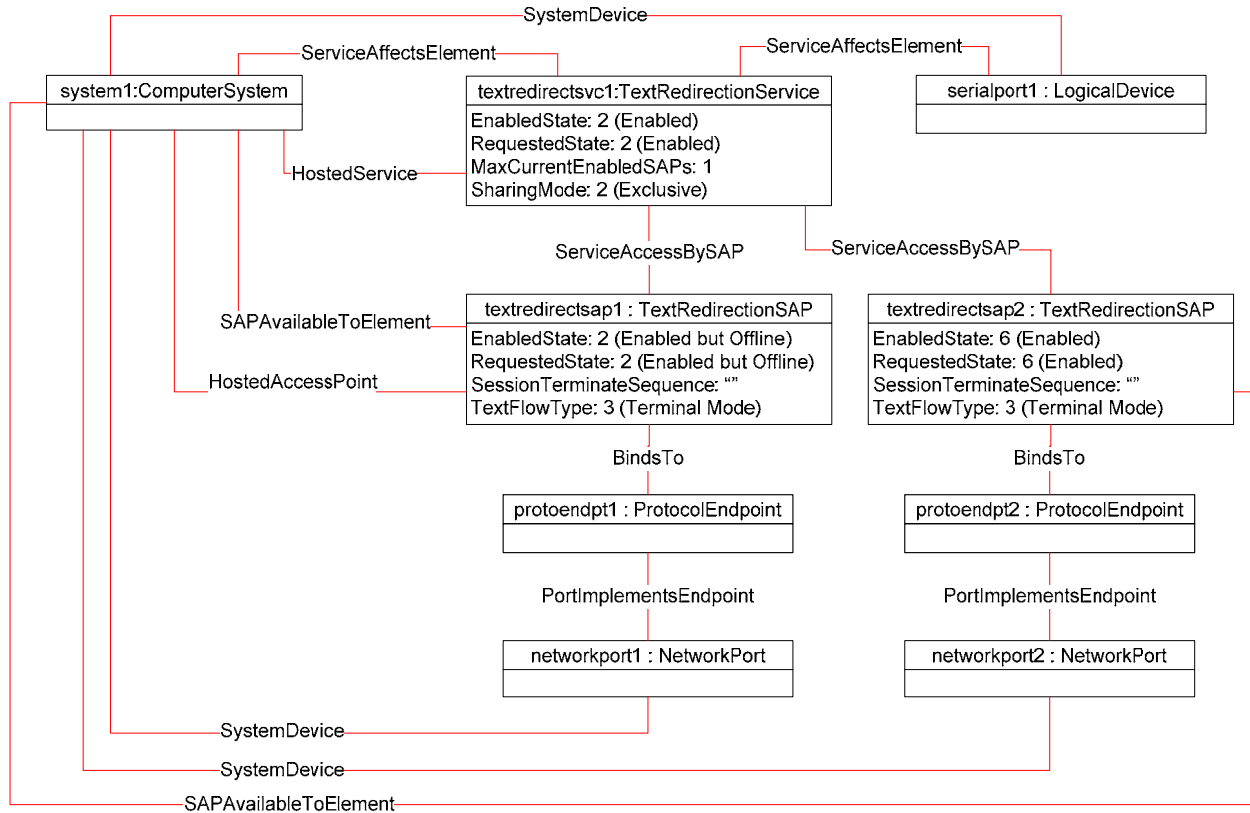 SystemDevice
ServiceAffectsElement
ServiceAffectsElement
system1:ComputerSystem
textredirectsvc1:TextRedirectionService
EnabledState: 2 (Enabled)
RequestedState: 2 (Enabled)
MaxCurrentEnabledSAPs: 1
SharingMode: 2 (Exclusive)
serialport1 : LogicalDevice
HostedService
ServiceAccessBySAP
ServiceAccessBySAP
textredirectsap1 : TextRedirectionSAP
EnabledState: 2 (Enabled but Offline)
RequestedState: 2 (Enabled but Offline)
SessionTerminateSequence: “”
TextFlowType: 3 (Terminal Mode)
textredirectsap2 : TextRedirectionSAP
EnabledState: 6 (Enabled)
RequestedState: 6 (Enabled)
SessionTerminateSequence: “”
TextFlowType: 3 (Terminal Mode)
SAPAvailableToElement
HostedAccessPoint
BindsTo
BindsTo
protoendpt1 : ProtocolEndpoint
protoendpt2 : ProtocolEndpoint
PortImplementsEndpoint
PortImplementsEndpoint
networkport1 : NetworkPort
networkport2 : NetworkPort
SystemDevice
SystemDevice
SAPAvailableToElement